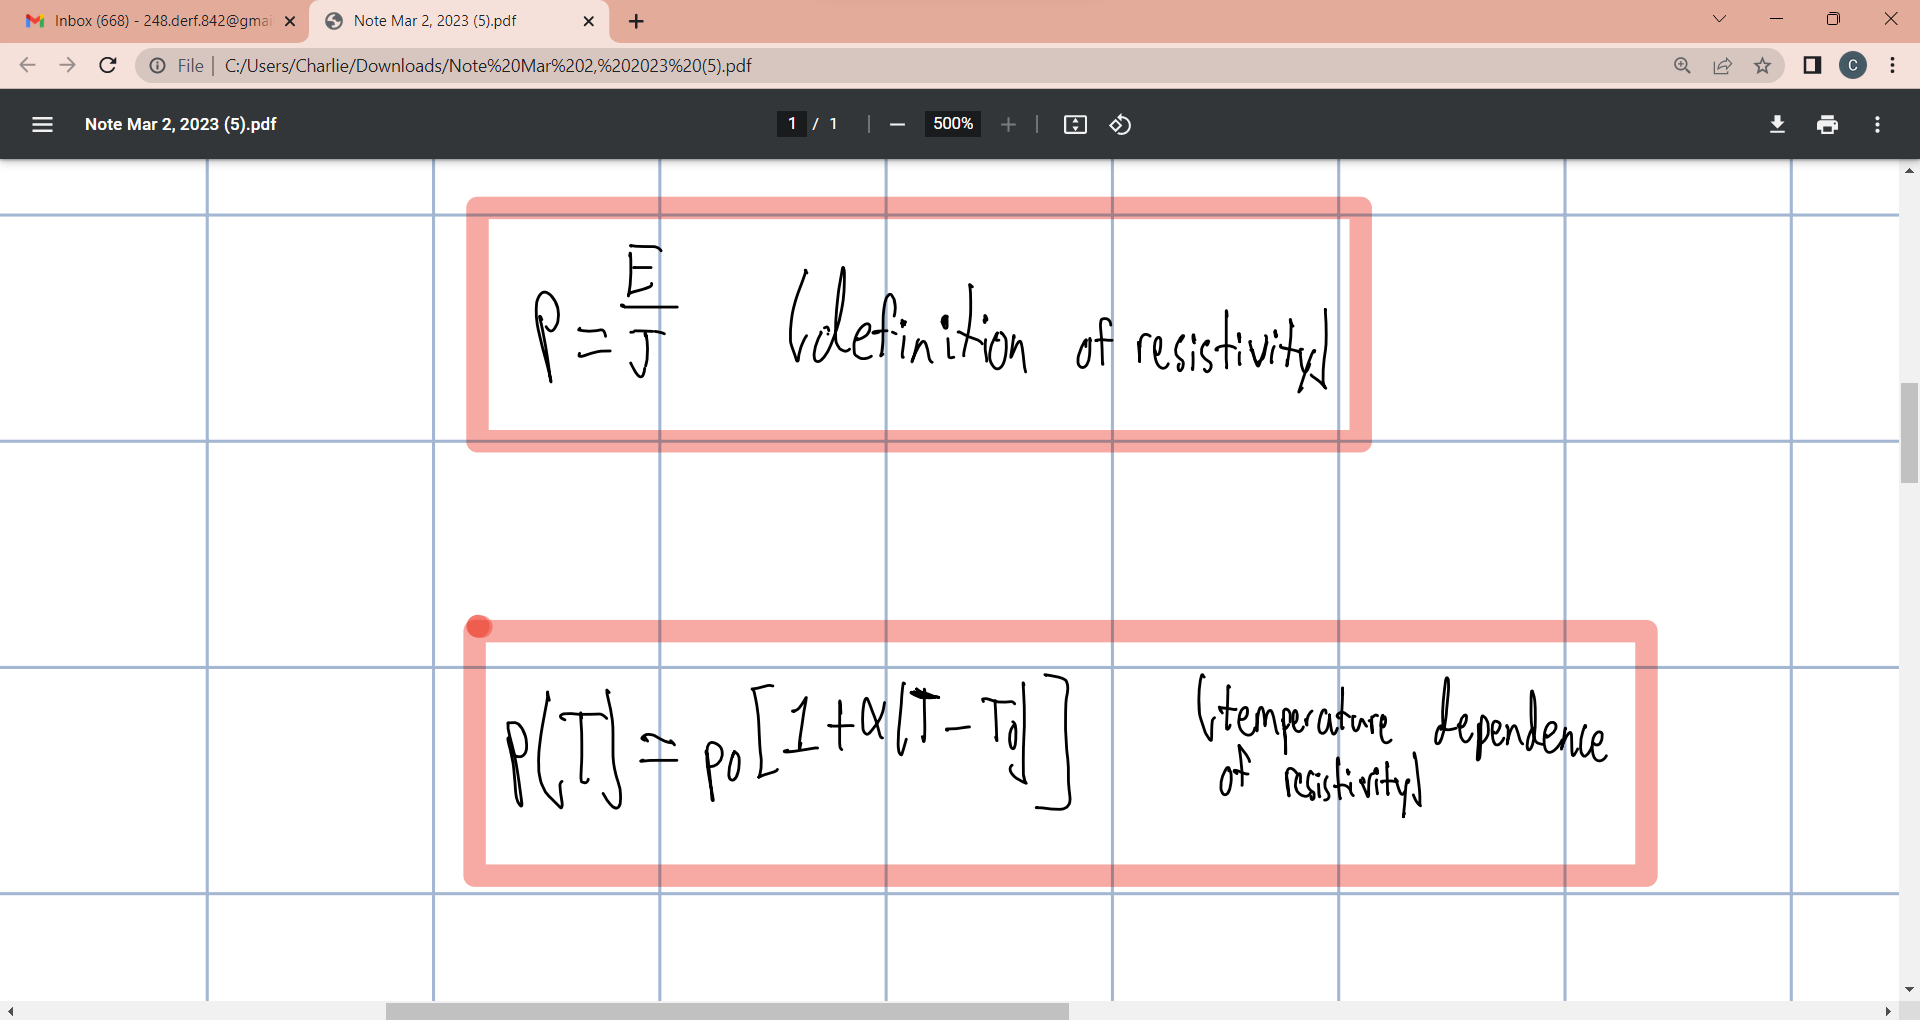 Inbox (668) - 248.derf.842@gmai
Note Mar 2, 2023 (5).pdf
File | C:/Users/Charlie/Downloads/Note%20Mar%202,%202023%20(5).pdf
C
Note Mar 2, 2023 (5).pdf
1 / 1 | 500% |
ρ = E/J (definition of resistivity)
ρ(T) = ρ0[1+α(T-T0)] (temperature dependence
of resistivity)